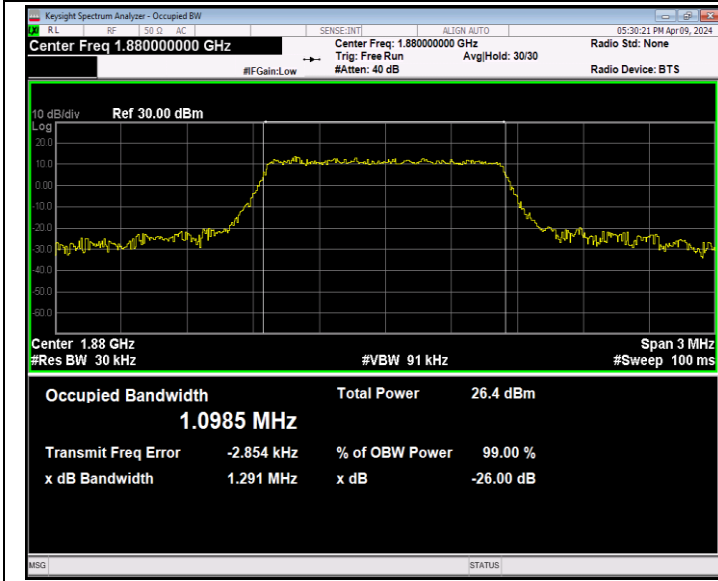 Keysight Spectrum Analyzer - Occupied BW
LXI RL RF 50 Ω AC SENSE:INT ALIGN AUTO 05:30:21 PM Apr 09, 2024
Center Freq 1.880000000 GHz Center Freq: 1.880000000 GHz Radio Std: None
Trig: Free Run Avg|Hold: 30/30
#IFGain:Low #Atten: 40 dB Radio Device: BTS
10 dB/div Ref 30.00 dBm
Log
20.0
10.0
0.00
-10.0
-20.0
-30.0
-40.0
-50.0
-60.0
Center 1.88 GHz Span 3 MHz
#Res BW 30 kHz #VBW 91 kHz #Sweep 100 ms
Occupied Bandwidth Total Power 26.4 dBm
1.0985 MHz
Transmit Freq Error -2.854 kHz % of OBW Power 99.00 %
x dB Bandwidth 1.291 MHz x dB -26.00 dB
MSG STATUS